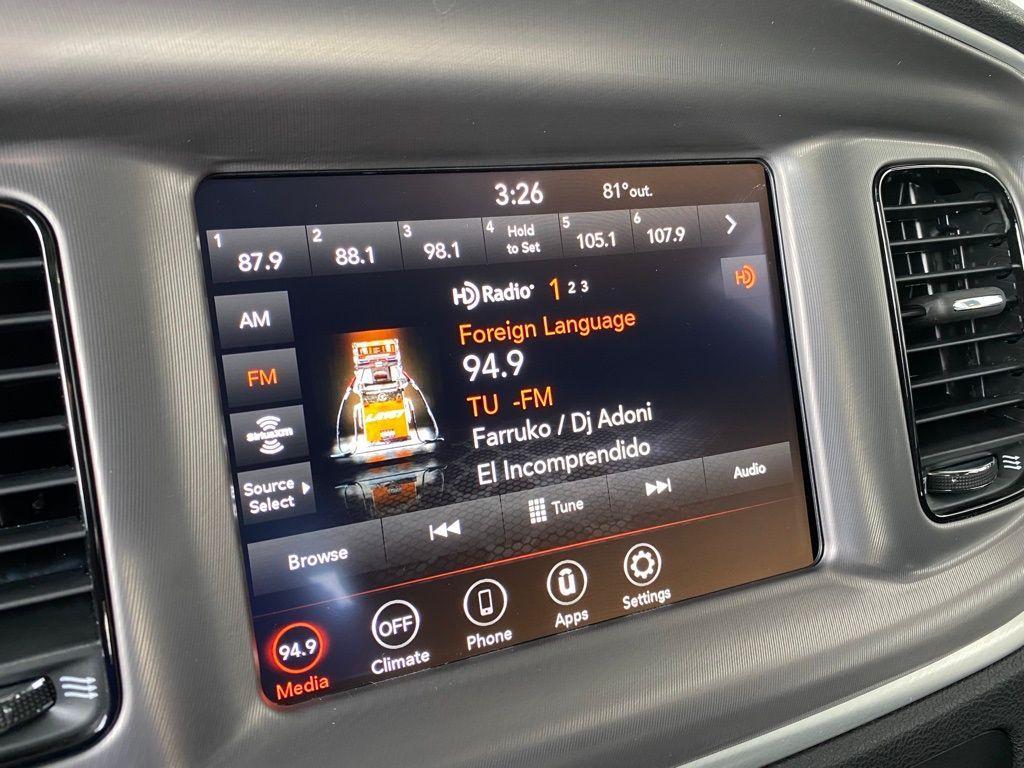 3:26
81° out.
1 87.9
2 88.1
3 98.1
4 Hold to Set
5 105.1
6 107.9
HD Radio 1 2 3
HD
AM
FM
SiriusXM
Source Select
Foreign Language
94.9
TU -FM
Farruko / Dj Adoni
El Incomprendido
Browse
Tune
Audio
94.9
Media
OFF
Climate
Phone
Apps
Settings